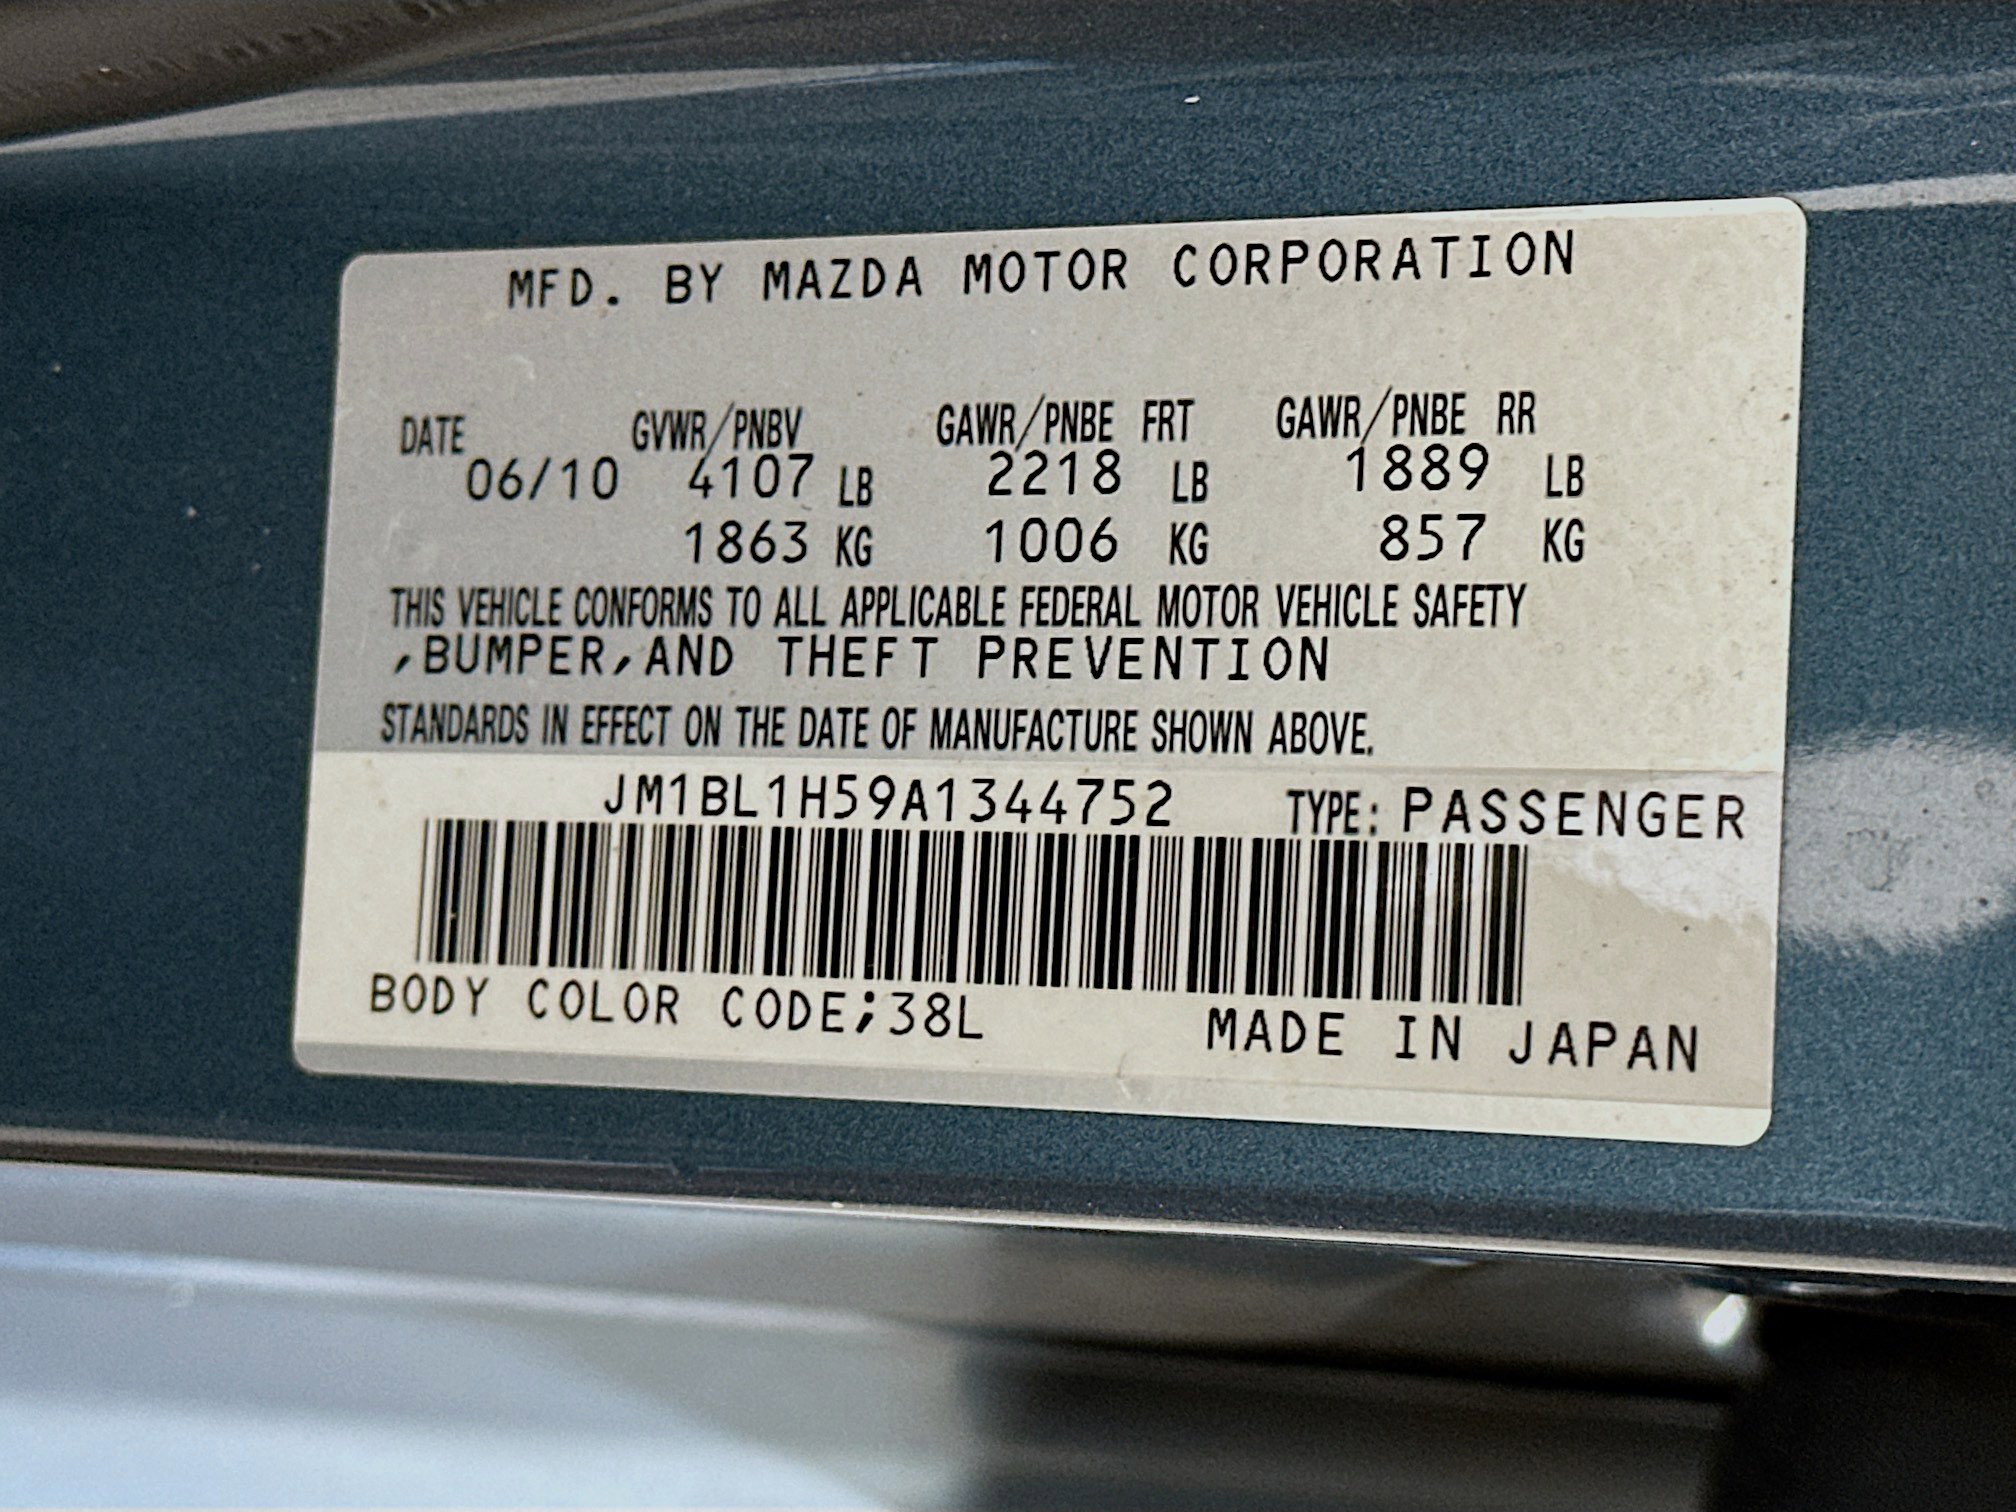 MFD. BY MAZDA MOTOR CORPORATION
DATE GVWR/PNBV GAWR/PNBE FRT GAWR/PNBE RR
06/10 4107 LB 2218 LB 1889 LB
1863 KG 1006 KG 857 KG
THIS VEHICLE CONFORMS TO ALL APPLICABLE FEDERAL MOTOR VEHICLE SAFETY
,BUMPER,AND THEFT PREVENTION
STANDARDS IN EFFECT ON THE DATE OF MANUFACTURE SHOWN ABOVE.
JM1BL1H59A1344752 TYPE: PASSENGER
BODY COLOR CODE;38L MADE IN JAPAN